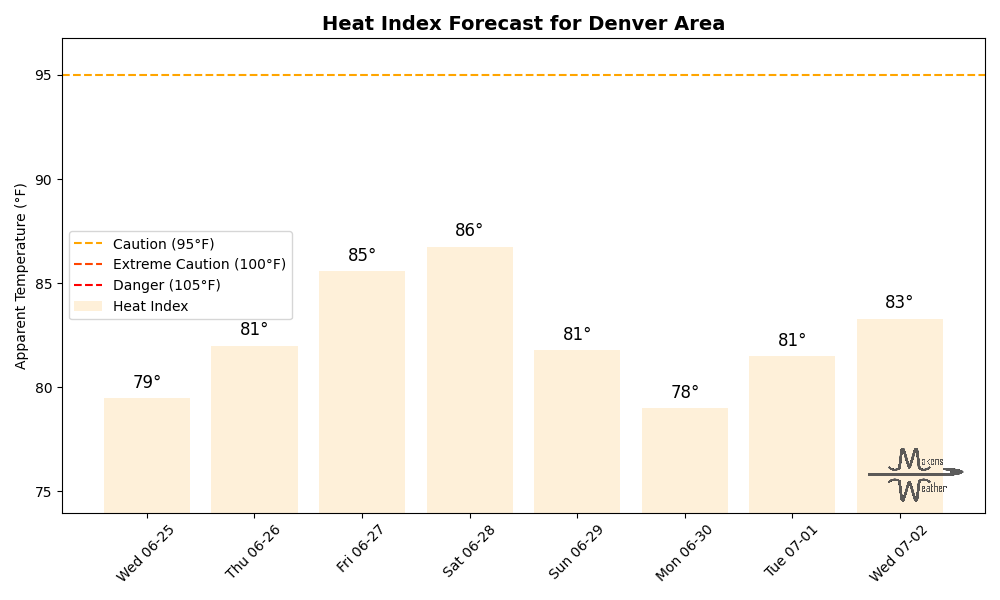 Heat Index Forecast for Denver Area
Apparent Temperature (°F)
95
90
85
80
75
Caution (95°F)
Extreme Caution (100°F)
Danger (105°F)
Heat Index
79°
81°
85°
86°
81°
78°
81°
83°
Wed 06-25
Thu 06-26
Fri 06-27
Sat 06-28
Sun 06-29
Mon 06-30
Tue 07-01
Wed 07-02
Makens
Weather